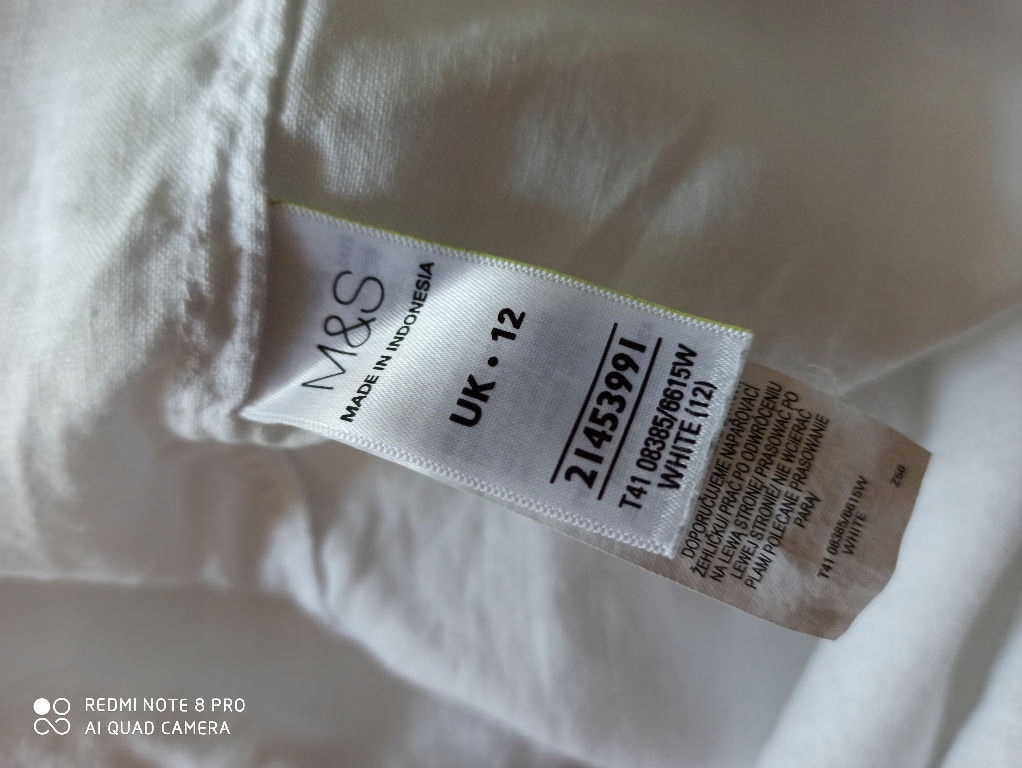 M&S
MADE IN INDONESIA
UK • 12
21453991
T41 08385/6615W
WHITE (12)
DOPORUČUJEME NAPAŘOVACÍ
ŽEHLIČKU/ PRAĆ PO ODWRÓCENIU
NA LEWĄ STRONĘ/ PRASOWAĆ PO
LEWEJ STRONIE/ NIE WCIERAĆ
PLAM/ POLECANE PRASOWANIE
PARĄ/
T41 08385/6615W
WHITE
Z50
REDMI NOTE 8 PRO
AI QUAD CAMERA